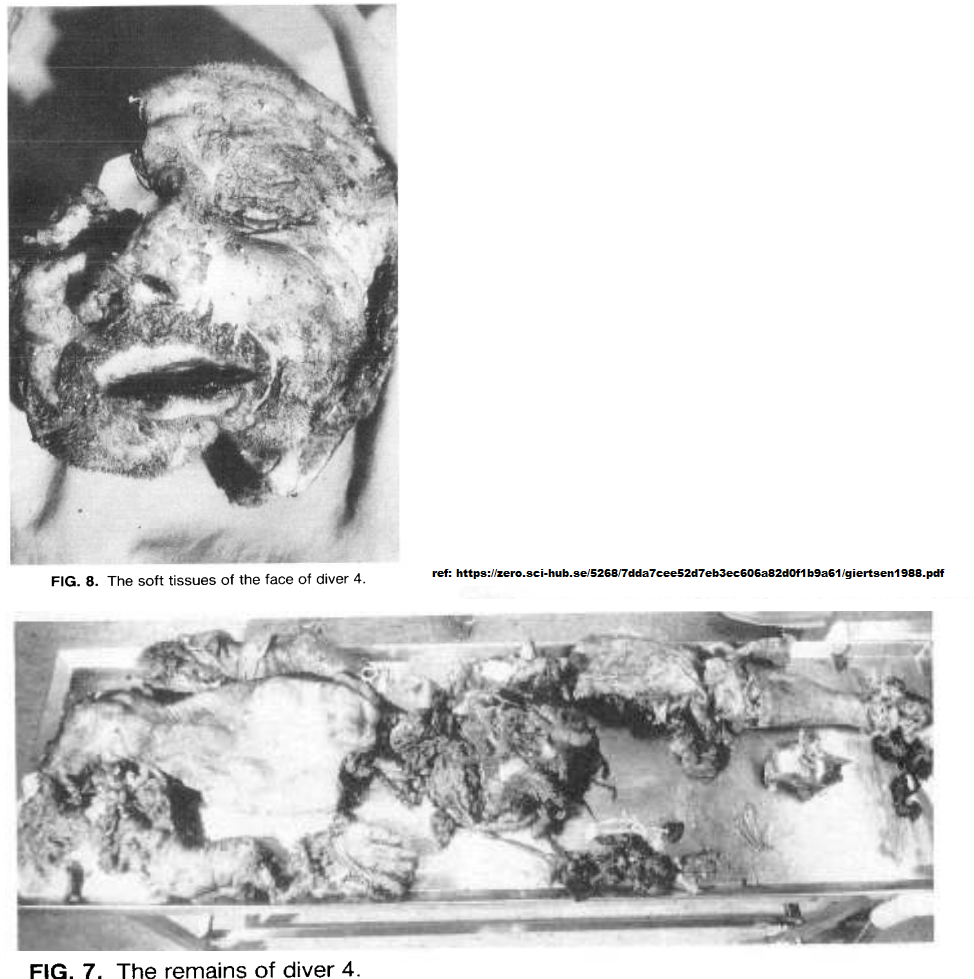 FIG. 8. The soft tissues of the face of diver 4.
ref: https://zero.sci-hub.se/5268/7dda7cee52d7eb3ec606a82d0f1b9a61/giertsen1988.pdf
FIG. 7. The remains of diver 4.